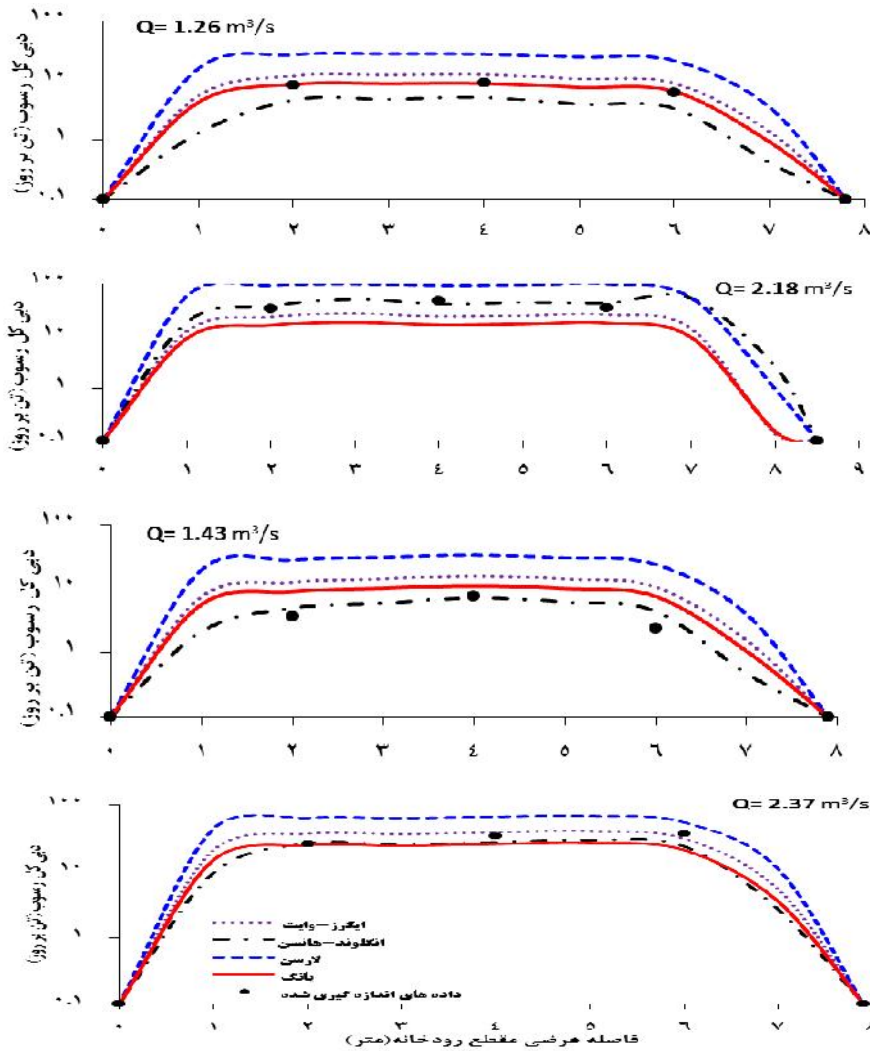 Q= 1.26 m³/s
دبی کل رسوب (تن بر روز)
۱۰۰
۱۰
۱
۰.۱
۰ ۱ ۲ ۳ ٤ ٥ ٦ ۷ ۸
Q= 2.18 m³/s
دبی کل رسوب (تن بر روز)
۱۰۰
۱۰
۱
۰.۱
۰ ۱ ۲ ۳ ٤ ٥ ٦ ۷ ۸ ۹
Q= 1.43 m³/s
دبی کل رسوب (تن بر روز)
۱۰۰
۱۰
۱
۰.۱
۰ ۱ ۲ ۳ ٤ ٥ ٦ ۷ ۸
Q= 2.37 m³/s
دبی کل رسوب (تن بر روز)
۱۰۰
۱۰
۱
۰.۱
ایکرز–وایت
انگلوند–هانسن
لارسن
یانگ
داده های اندازه گیری شده
۰ ۱ ۲ ۳ ٤ ٥ ٦ ۷ ۸
فاصله عرضی مقطع رودخانه(متر)